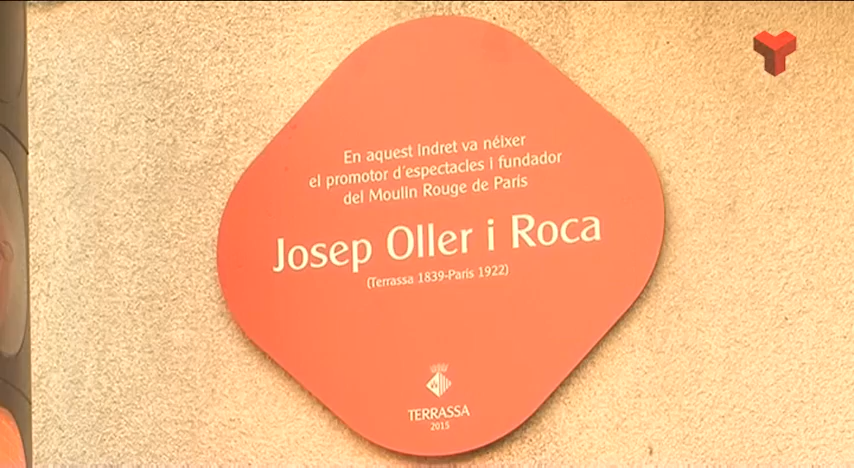 En aquest indret va néixer
el promotor d'espectacles i fundador
del Moulin Rouge de París
Josep Oller i Roca
(Terrassa 1839-París 1922)
TERRASSA
2015